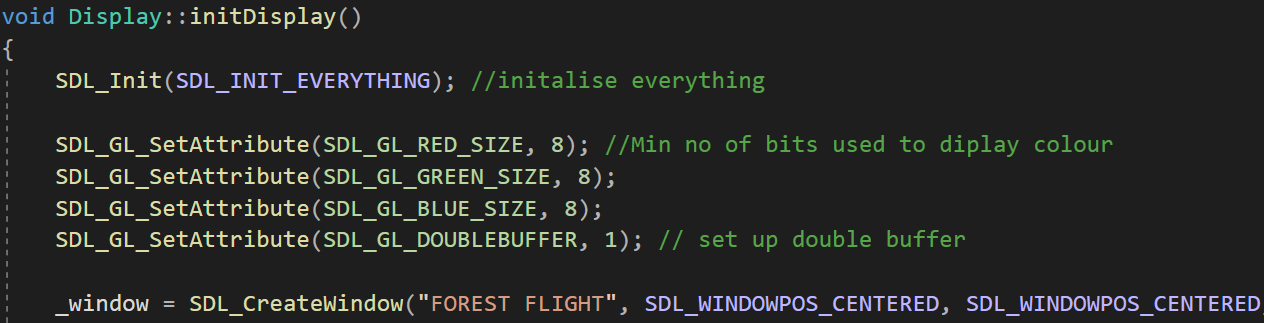 void Display::initDisplay()
{
SDL_Init(SDL_INIT_EVERYTHING); //initalise everything
SDL_GL_SetAttribute(SDL_GL_RED_SIZE, 8); //Min no of bits used to diplay colour
SDL_GL_SetAttribute(SDL_GL_GREEN_SIZE, 8);
SDL_GL_SetAttribute(SDL_GL_BLUE_SIZE, 8);
SDL_GL_SetAttribute(SDL_GL_DOUBLEBUFFER, 1); // set up double buffer
_window = SDL_CreateWindow("FOREST FLIGHT", SDL_WINDOWPOS_CENTERED, SDL_WINDOWPOS_CENTERED,